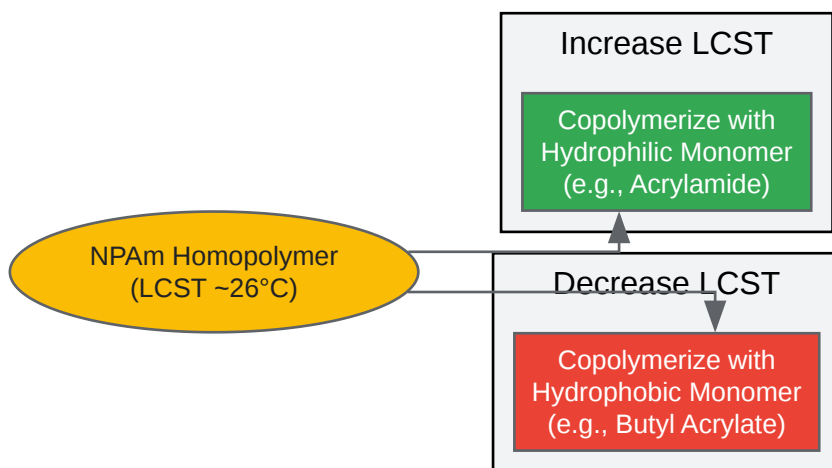 Increase LCST
Copolymerize with
Hydrophilic Monomer
(e.g., Acrylamide)
NPAm Homopolymer
(LCST ~26°C)
Decrease LCST
Copolymerize with
Hydrophobic Monomer
(e.g., Butyl Acrylate)